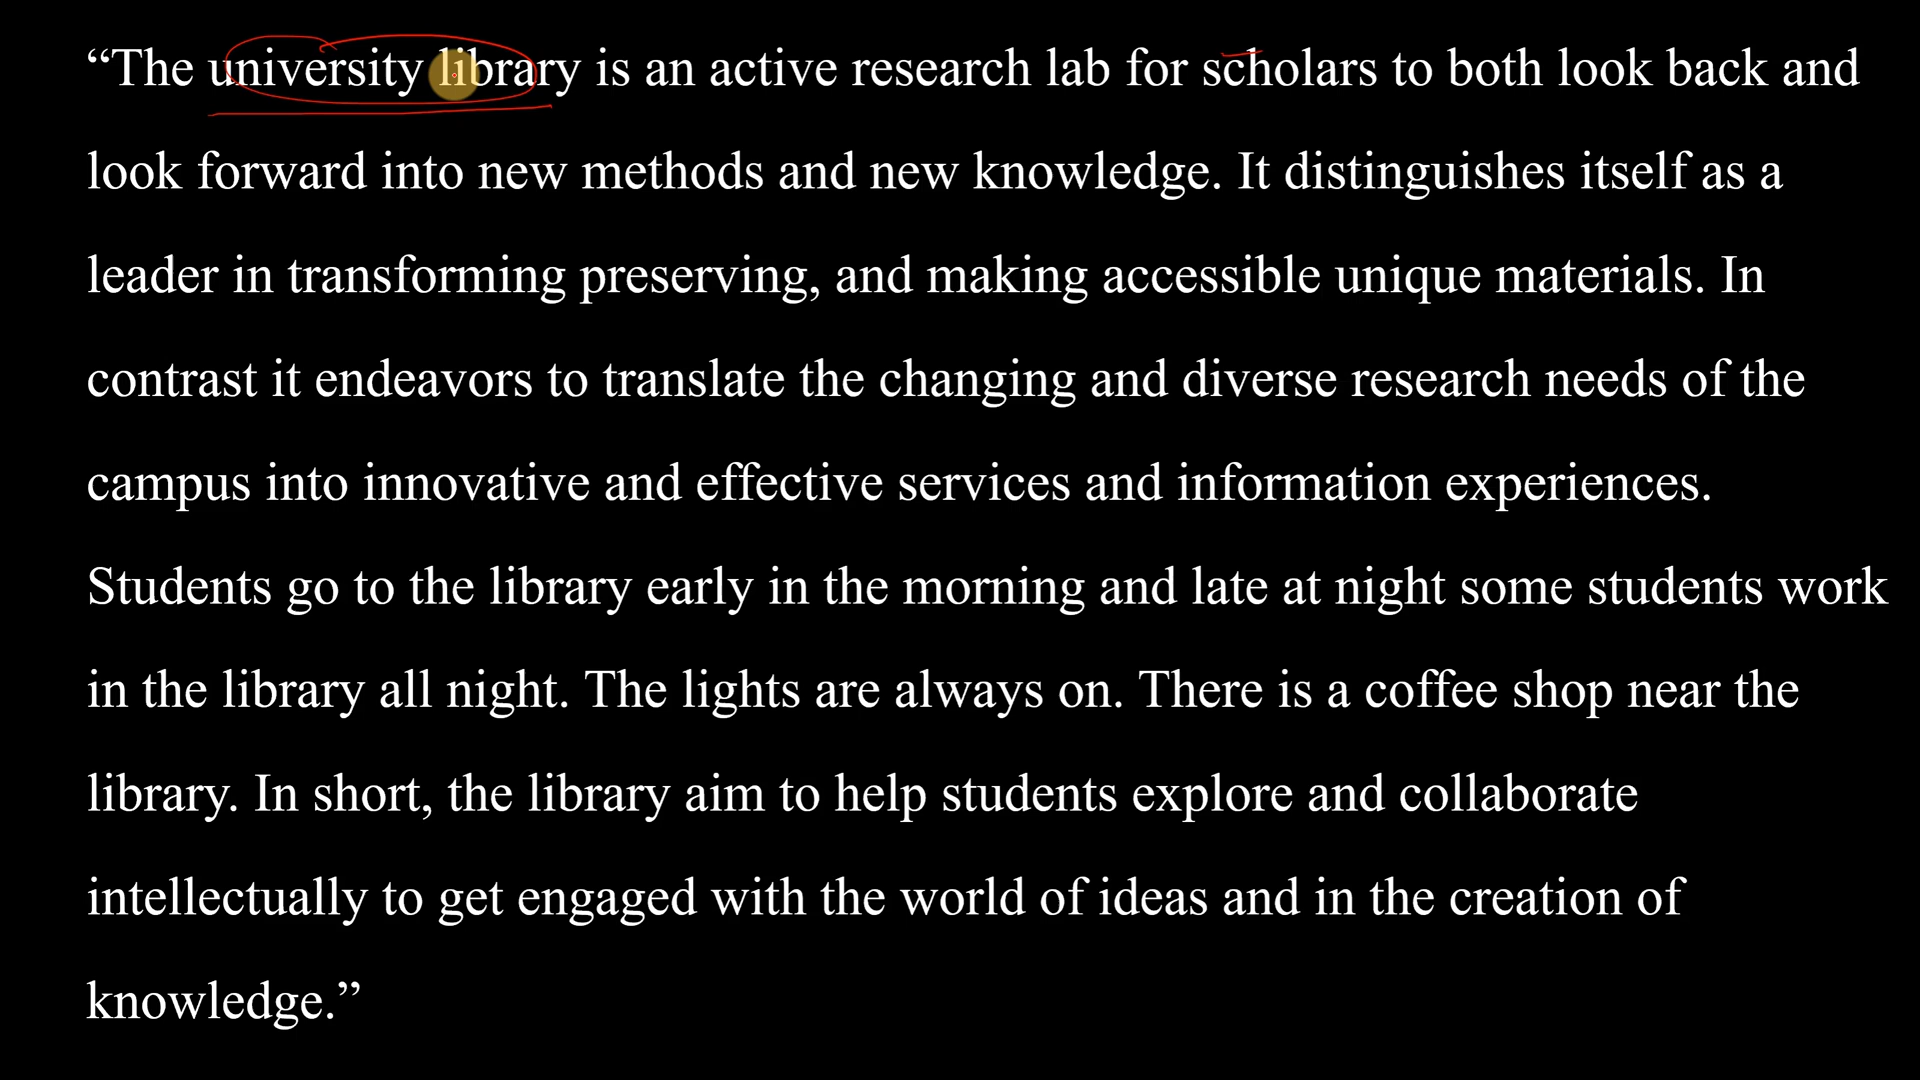 “The university library is an active research lab for scholars to both look back and
look forward into new methods and new knowledge. It distinguishes itself as a
leader in transforming preserving, and making accessible unique materials. In
contrast it endeavors to translate the changing and diverse research needs of the
campus into innovative and effective services and information experiences.
Students go to the library early in the morning and late at night some students work
in the library all night. The lights are always on. There is a coffee shop near the
library. In short, the library aim to help students explore and collaborate
intellectually to get engaged with the world of ideas and in the creation of
knowledge.”